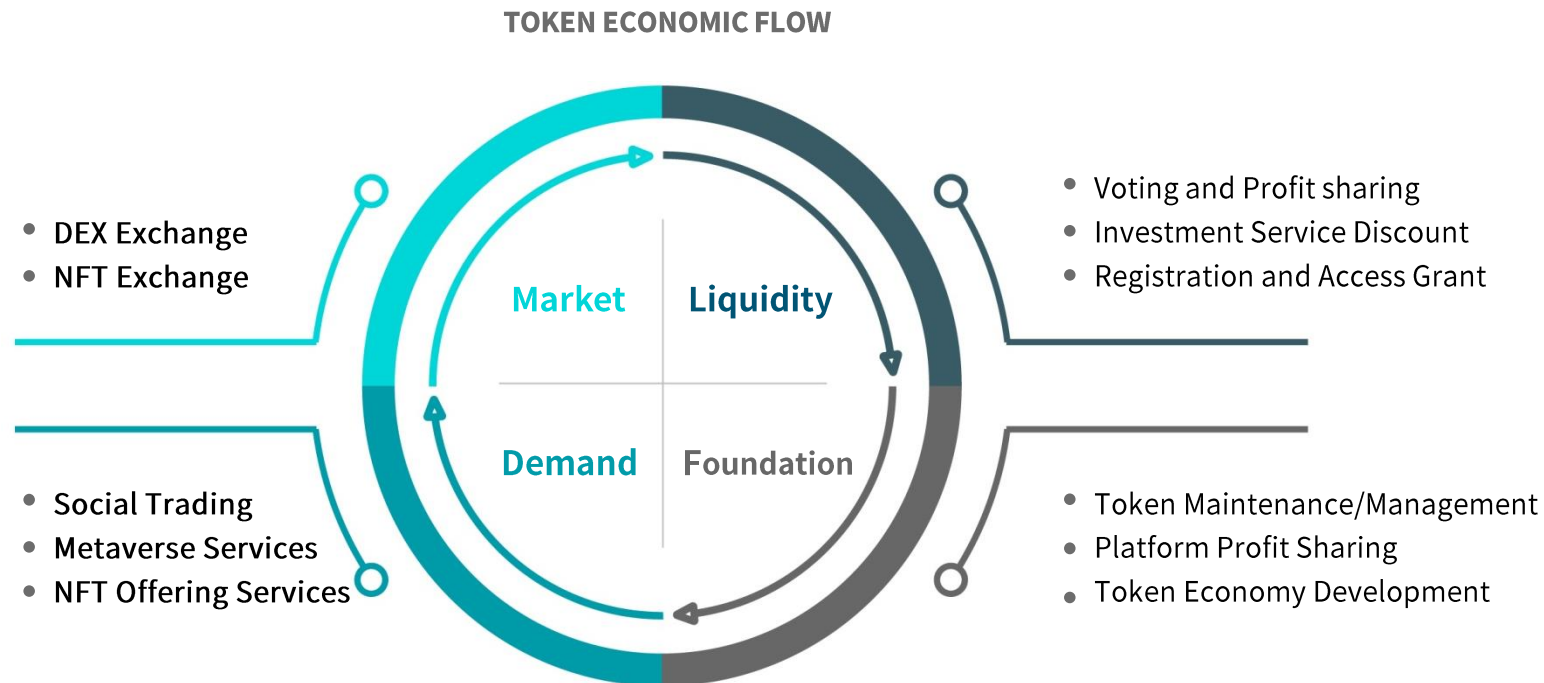 TOKEN ECONOMIC FLOW
• DEX Exchange
• NFT Exchange
Market
Liquidity
• Voting and Profit sharing
• Investment Service Discount
• Registration and Access Grant
Demand
Foundation
• Social Trading
• Metaverse Services
• NFT Offering Services
• Token Maintenance/Management
• Platform Profit Sharing
• Token Economy Development